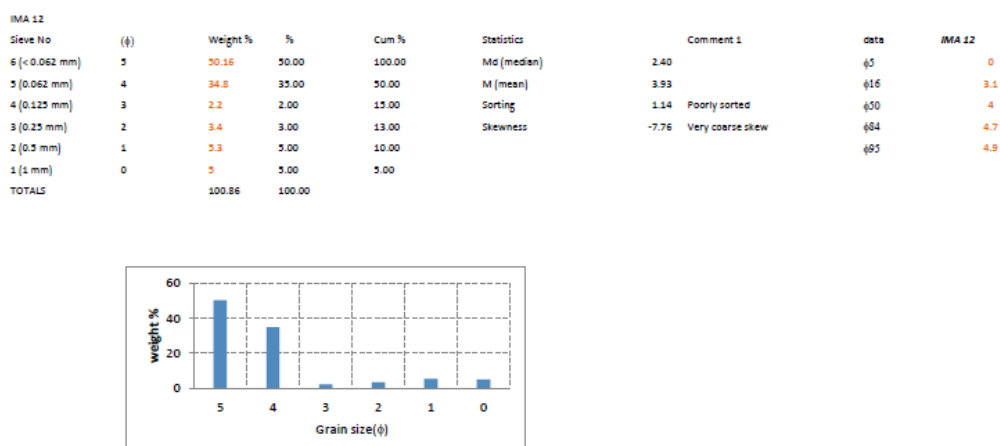 IMA 12
Sieve No (ϕ) Weight % % Cum % Statistics Comment 1 data IMA 12
6 (< 0.062 mm) 5 50.16 50.00 100.00 Md (median) 2.40 ϕ5 0
5 (0.062 mm) 4 34.8 35.00 50.00 M (mean) 3.93 ϕ16 3.1
4 (0.125 mm) 3 2.2 2.00 15.00 Sorting 1.14 Poorly sorted ϕ50 4
3 (0.25 mm) 2 3.4 3.00 13.00 Skewness -7.76 Very coarse skew ϕ84 4.7
2 (0.5 mm) 1 5.3 5.00 10.00 ϕ95 4.9
1 (1 mm) 0 5 5.00 5.00
TOTALS 100.86 100.00
60
40
20
0
weight %
5 4 3 2 1 0
Grain size(ϕ)